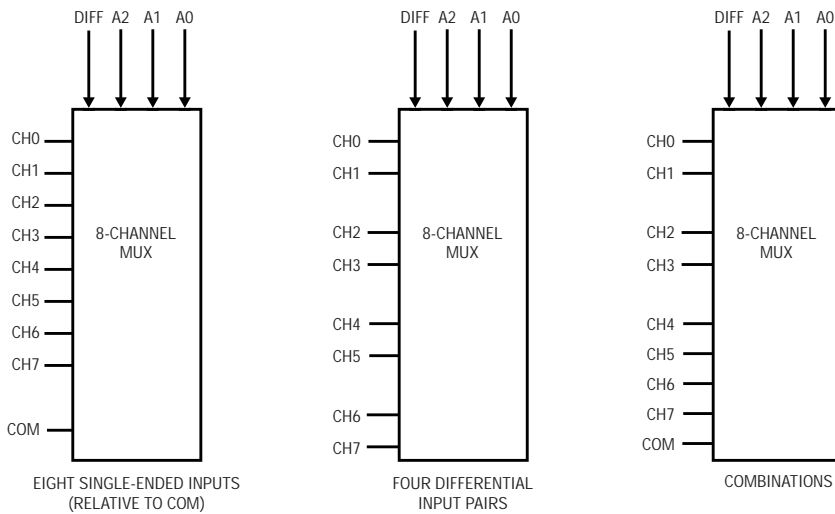 DIFF A2 A1 A0
CH0
CH1
CH2
CH3
CH4
CH5
CH6
CH7
COM
8-CHANNEL
MUX
EIGHT SINGLE-ENDED INPUTS
(RELATIVE TO COM)
DIFF A2 A1 A0
CH0
CH1
CH2
CH3
CH4
CH5
CH6
CH7
8-CHANNEL
MUX
FOUR DIFFERENTIAL
INPUT PAIRS
DIFF A2 A1 A0
CH0
CH1
CH2
CH3
CH4
CH5
CH6
CH7
COM
8-CHANNEL
MUX
COMBINATIONS